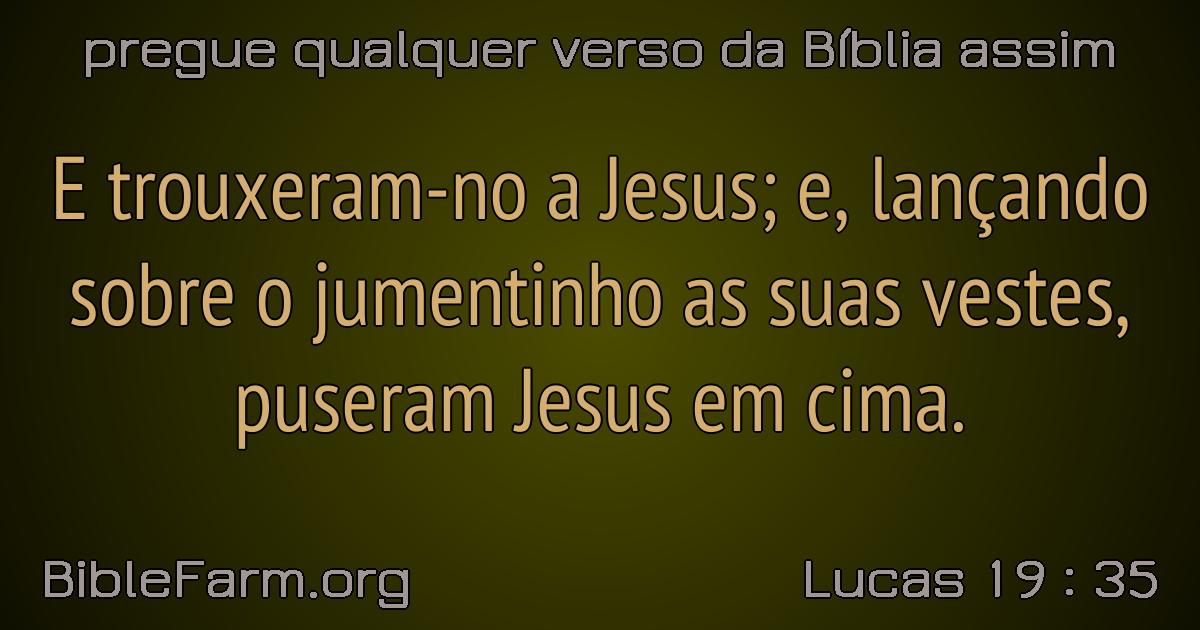 pregue qualquer verso da Bíblia assim
E trouxeram-no a Jesus; e, lançando
sobre o jumentinho as suas vestes,
puseram Jesus em cima.
BibleFarm.org
Lucas 19 : 35